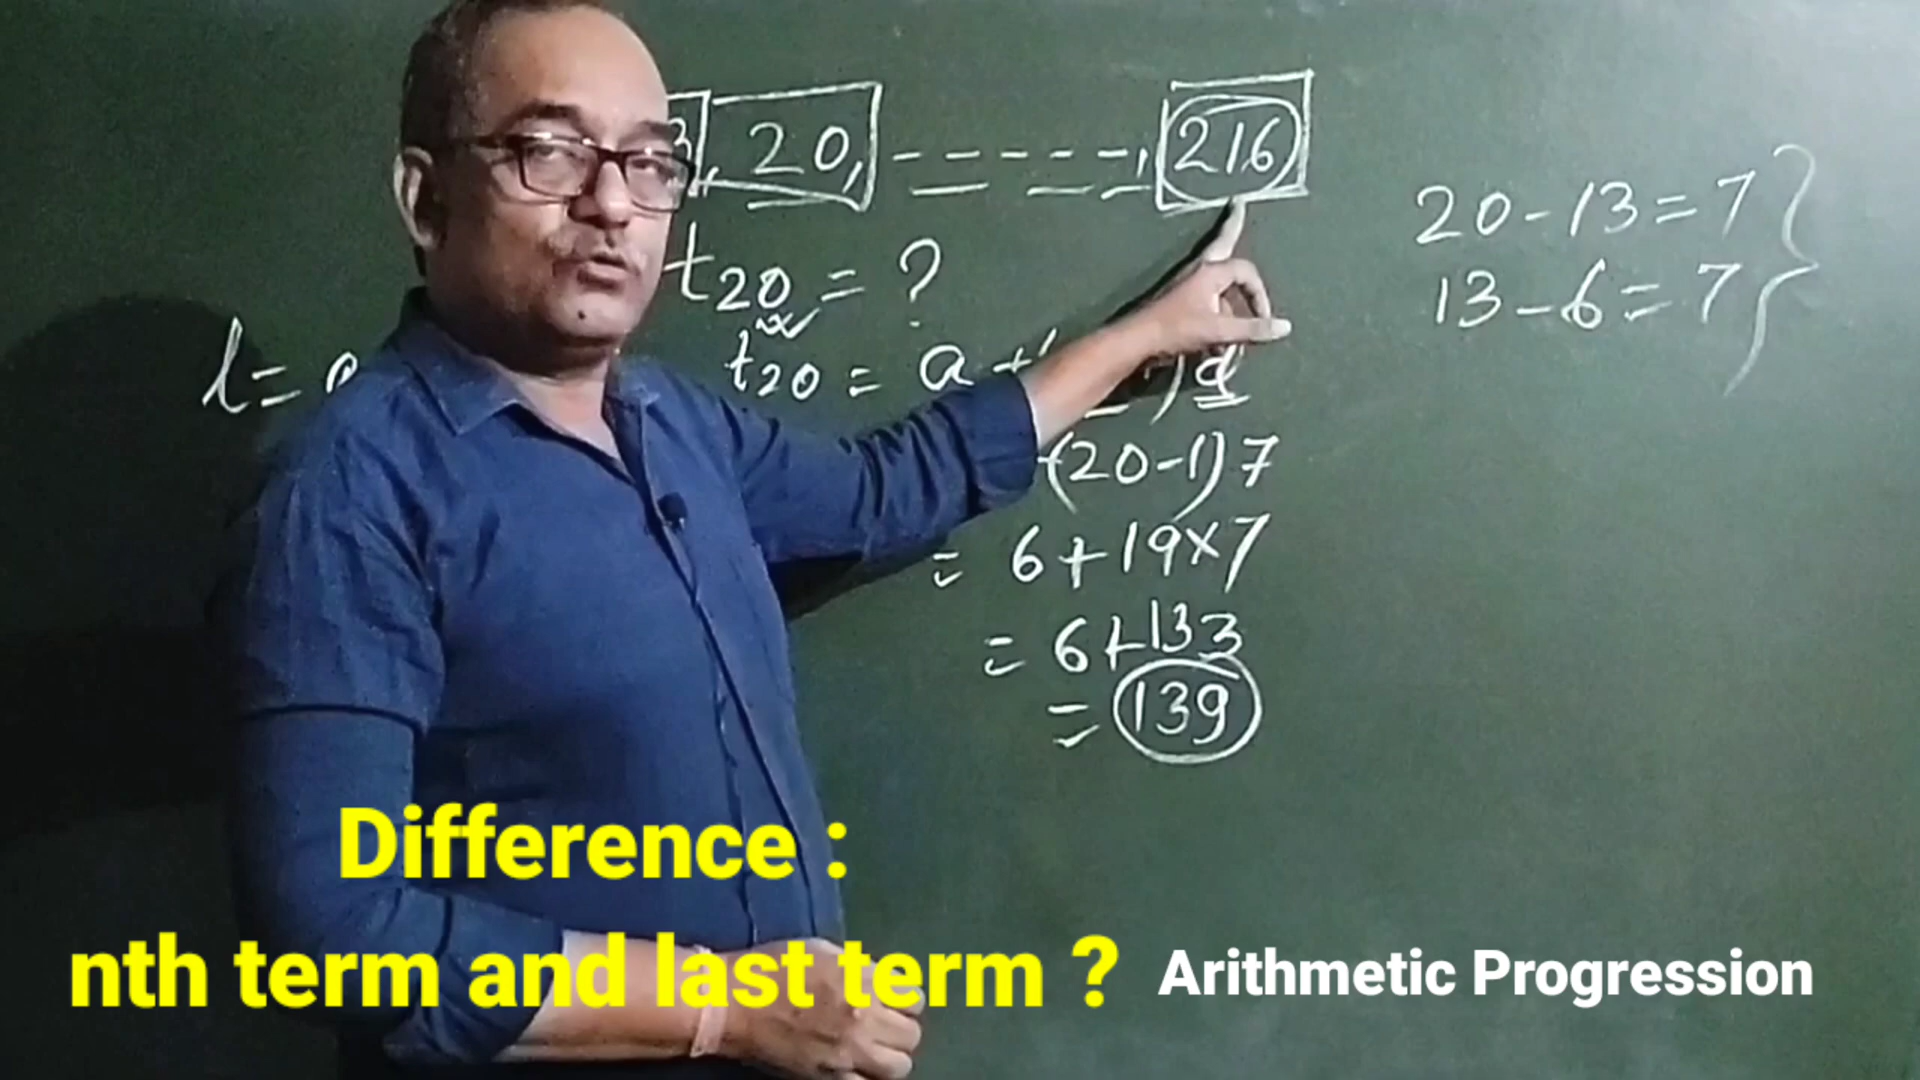 3, 20, - - - - - , 216
t20 = ?
l =
t20 = a + ) d
(20-1) 7
= 6 + 19 × 7
= 6 + 133
= 139
20 - 13 = 7
13 - 6 = 7
Difference :
nth term and last term ?
Arithmetic Progression